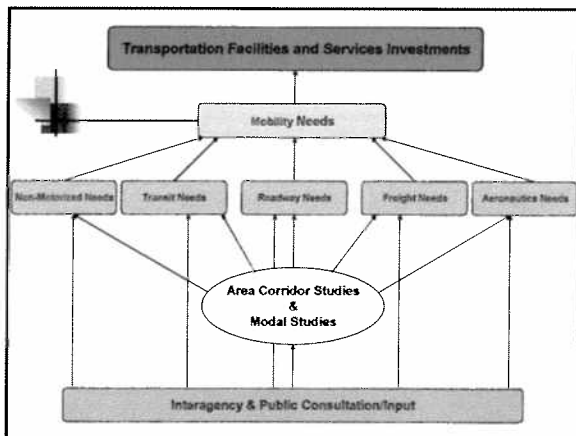 Transportation Facilities and Services Investments
Mobility Needs
Non-Motorized Needs
Transit Needs
Roadway Needs
Freight Needs
Aeronautics Needs
Area Corridor Studies
&
Modal Studies
Interagency & Public Consultation/Input